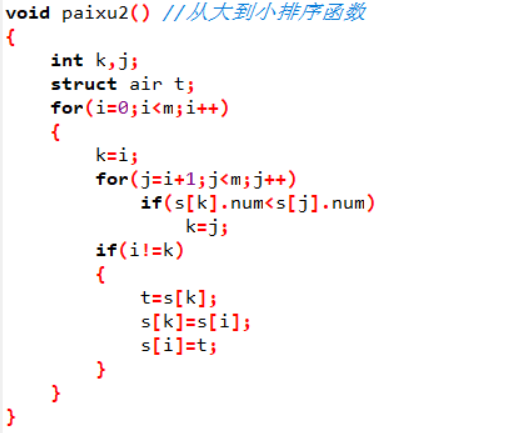 void paixu2() //从大到小排序函数
{
    int k,j;
    struct air t;
    for(i=0;i<m;i++)
    {
        k=i;
        for(j=i+1;j<m;j++)
            if(s[k].num<s[j].num)
                k=j;
        if(i!=k)
        {
            t=s[k];
            s[k]=s[i];
            s[i]=t;
        }
    }
}